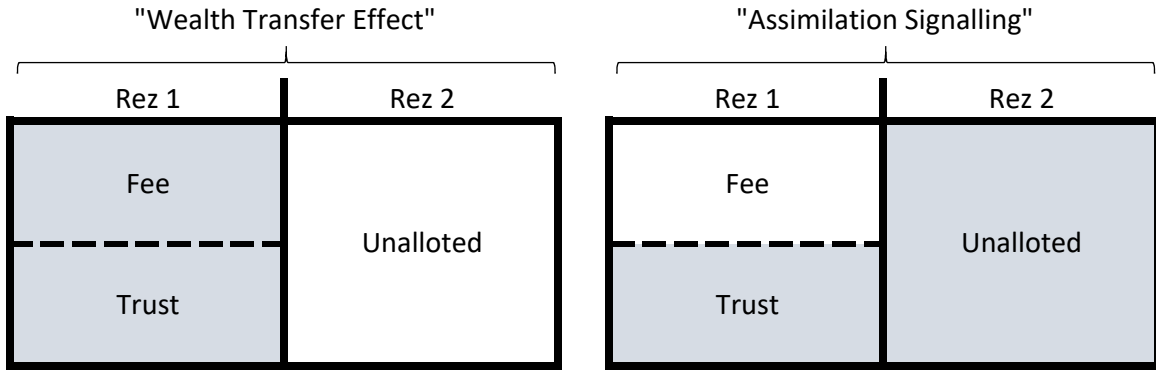 "Wealth Transfer Effect"
"Assimilation Signalling"
Rez 1
Rez 2
Rez 1
Rez 2
Fee
Unalloted
Trust
Fee
Unalloted
Trust